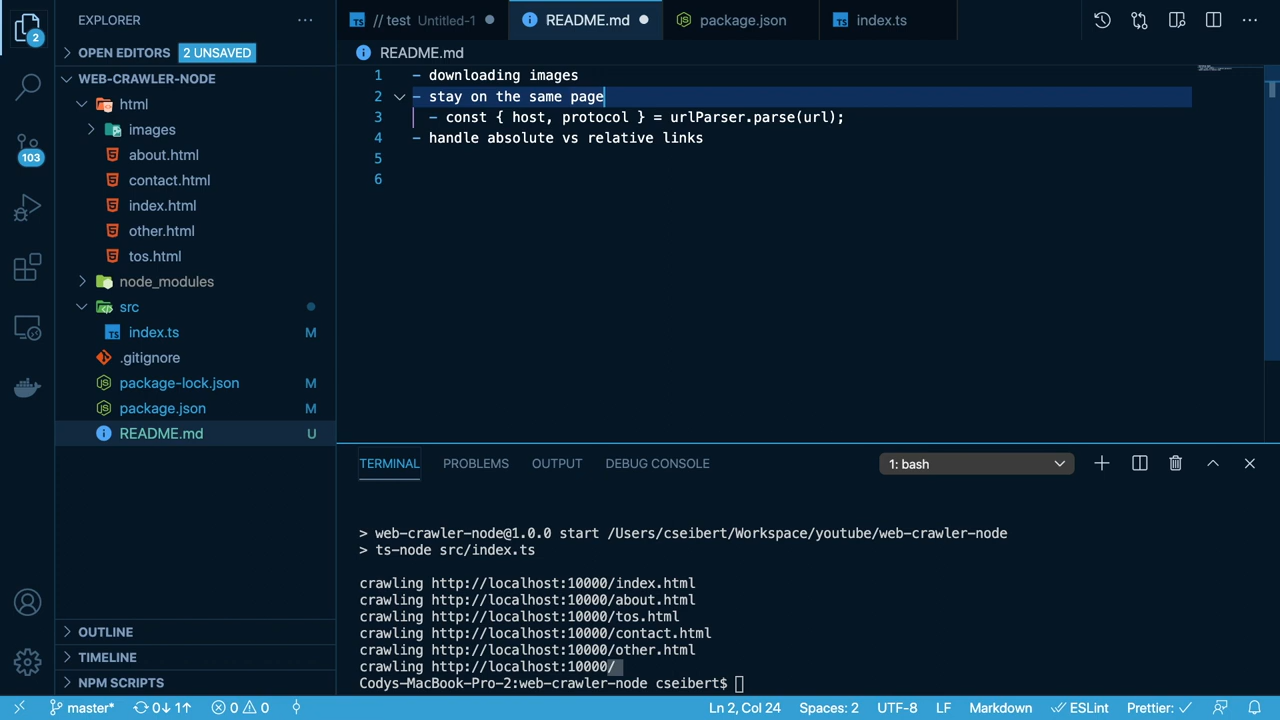 EXPLORER
// test Untitled-1
README.md
package.json
index.ts
OPEN EDITORS 2 UNSAVED
README.md
WEB-CRAWLER-NODE
html
images
about.html
contact.html
index.html
other.html
tos.html
node_modules
src
index.ts M
.gitignore
package-lock.json M
package.json M
README.md U
OUTLINE
TIMELINE
NPM SCRIPTS
2
103
1 - downloading images
2 - stay on the same page
3 - const { host, protocol } = urlParser.parse(url);
4 - handle absolute vs relative links
5
6
TERMINAL PROBLEMS OUTPUT DEBUG CONSOLE 1: bash
> web-crawler-node@1.0.0 start /Users/cseibert/Workspace/youtube/web-crawler-node
> ts-node src/index.ts
crawling http://localhost:10000/index.html
crawling http://localhost:10000/about.html
crawling http://localhost:10000/tos.html
crawling http://localhost:10000/contact.html
crawling http://localhost:10000/other.html
crawling http://localhost:10000/
Codys-MacBook-Pro-2:web-crawler-node cseibert$
master* 0↓ 1↑ 0 0 Ln 2, Col 24 Spaces: 2 UTF-8 LF Markdown ESLint Prettier: ✓